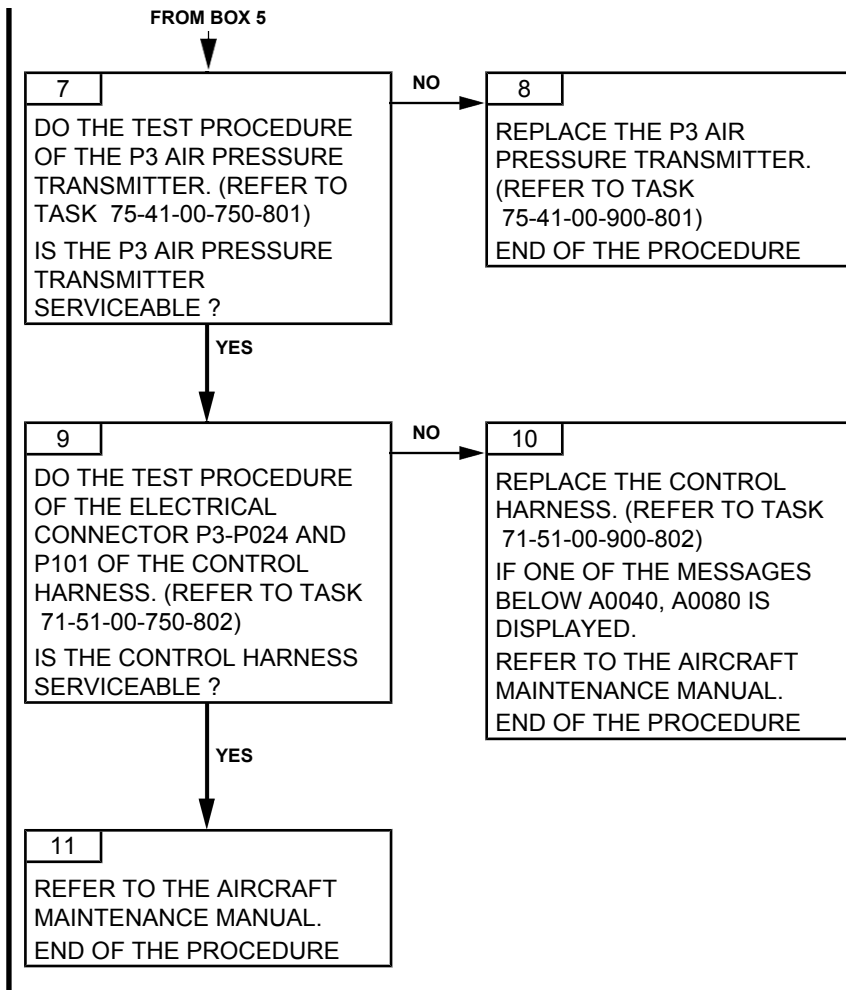 FROM BOX 5
7
DO THE TEST PROCEDURE
OF THE P3 AIR PRESSURE
TRANSMITTER. (REFER TO
TASK 75-41-00-750-801)
IS THE P3 AIR PRESSURE
TRANSMITTER
SERVICEABLE ?
NO
8
REPLACE THE P3 AIR
PRESSURE TRANSMITTER.
(REFER TO TASK
75-41-00-900-801)
END OF THE PROCEDURE
YES
9
DO THE TEST PROCEDURE
OF THE ELECTRICAL
CONNECTOR P3-P024 AND
P101 OF THE CONTROL
HARNESS. (REFER TO TASK
71-51-00-750-802)
IS THE CONTROL HARNESS
SERVICEABLE ?
NO
10
REPLACE THE CONTROL
HARNESS. (REFER TO TASK
71-51-00-900-802)
IF ONE OF THE MESSAGES
BELOW A0040, A0080 IS
DISPLAYED.
REFER TO THE AIRCRAFT
MAINTENANCE MANUAL.
END OF THE PROCEDURE
YES
11
REFER TO THE AIRCRAFT
MAINTENANCE MANUAL.
END OF THE PROCEDURE